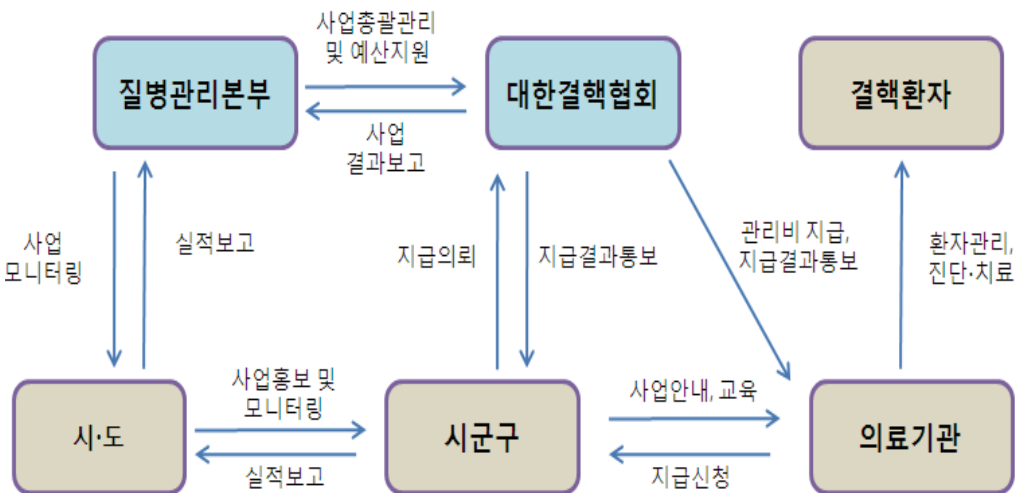 사업총괄관리
및 예산지원
질병관리본부
대한결핵협회
결핵환자
사업
결과보고
사업
모니터링
실적보고
지급의뢰
지급결과통보
관리비 지급,
지급결과통보
환자관리,
진단·치료
시·도
사업홍보 및
모니터링
실적보고
시군구
사업안내, 교육
지급신청
의료기관